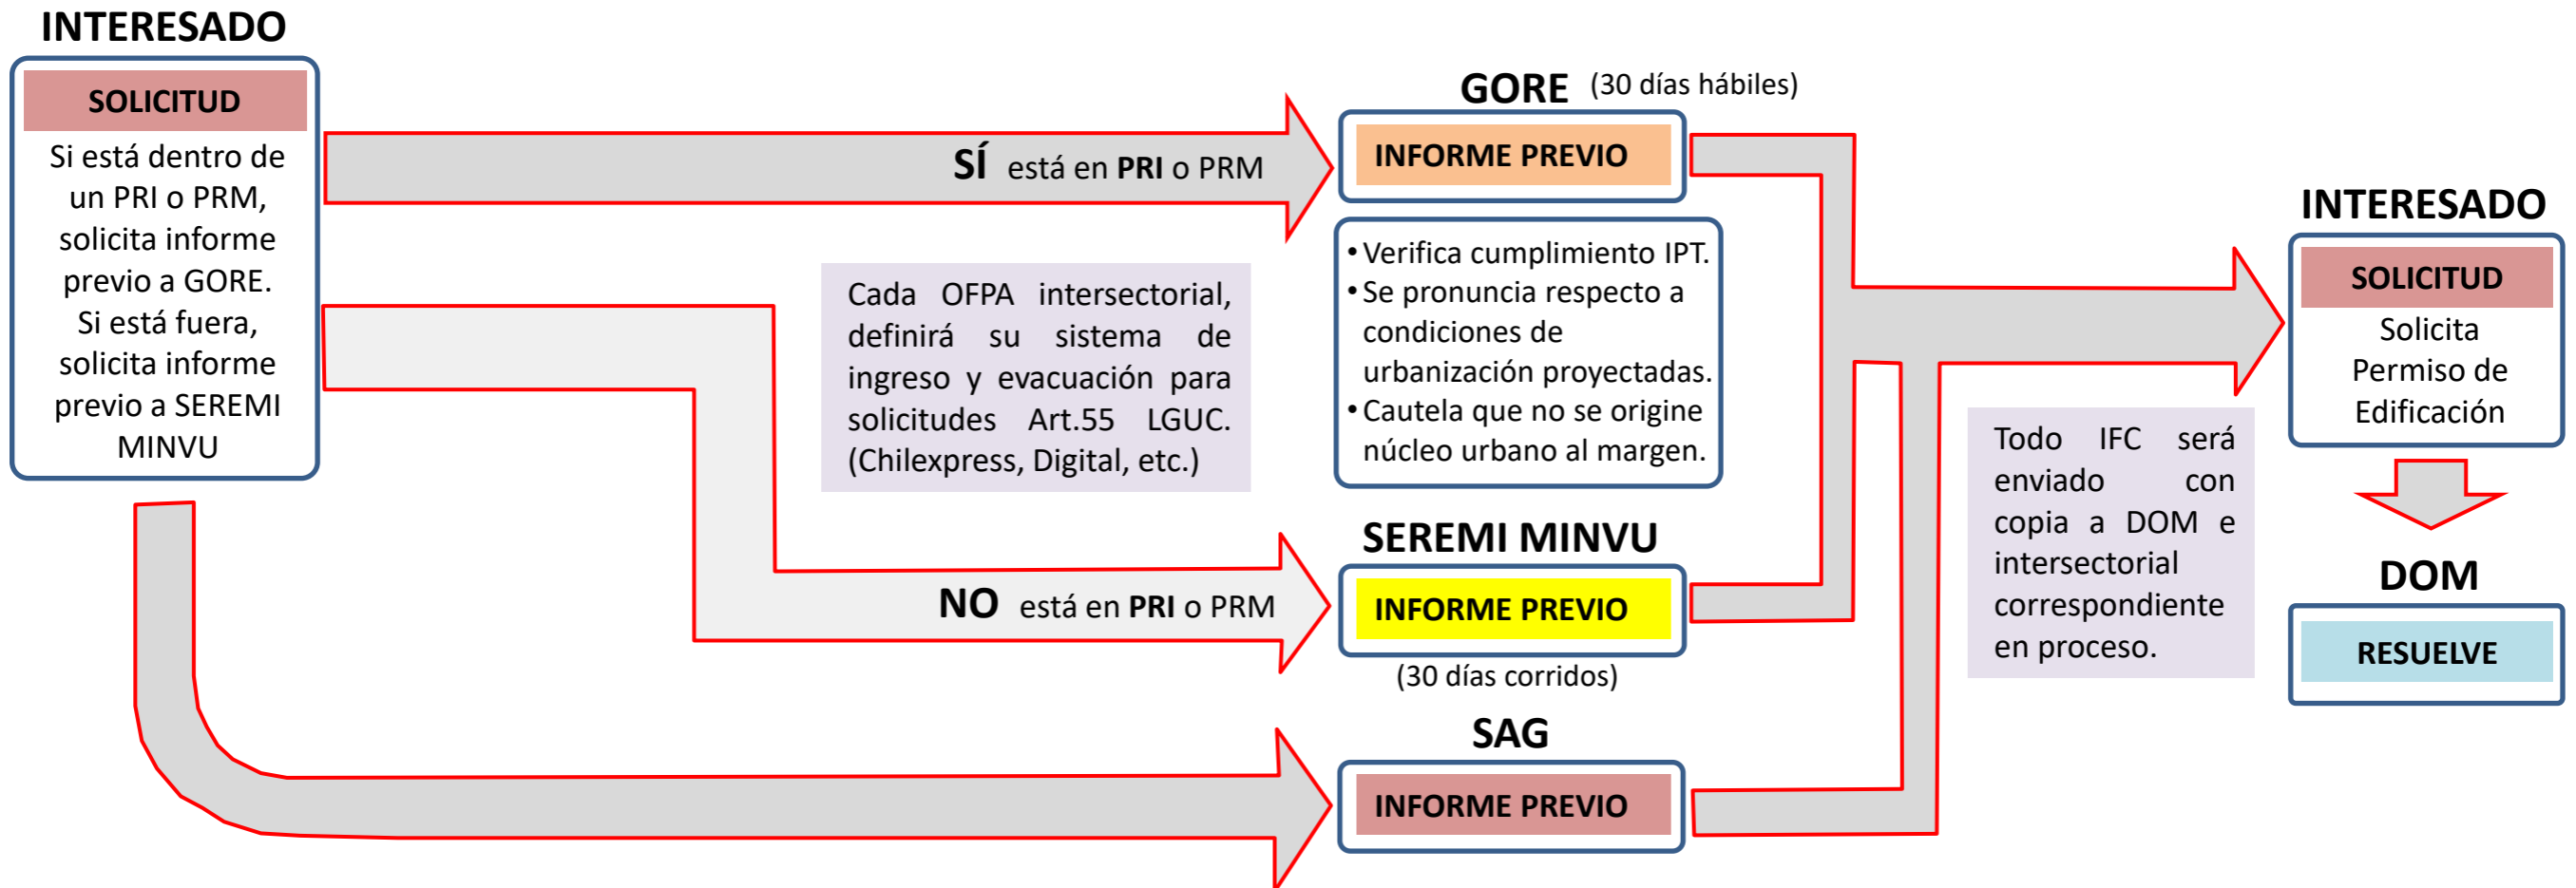 INTERESADO
SOLICITUD
Si está dentro de
un PRI o PRM,
solicita informe
previo a GORE.
Si está fuera,
solicita informe
previo a SEREMI
MINVU
SÍ está en PRI o PRM
Cada OFPA intersectorial,
definirá su sistema de
ingreso y evacuación para
solicitudes Art.55 LGUC.
(Chilexpress, Digital, etc.)
NO está en PRI o PRM
GORE (30 días hábiles)
INFORME PREVIO
• Verifica cumplimiento IPT.
• Se pronuncia respecto a
condiciones de
urbanización proyectadas.
• Cautela que no se origine
núcleo urbano al margen.
SEREMI MINVU
INFORME PREVIO
(30 días corridos)
SAG
INFORME PREVIO
Todo IFC será
enviado con
copia a DOM e
intersectorial
correspondiente
en proceso.
INTERESADO
SOLICITUD
Solicita
Permiso de
Edificación
DOM
RESUELVE